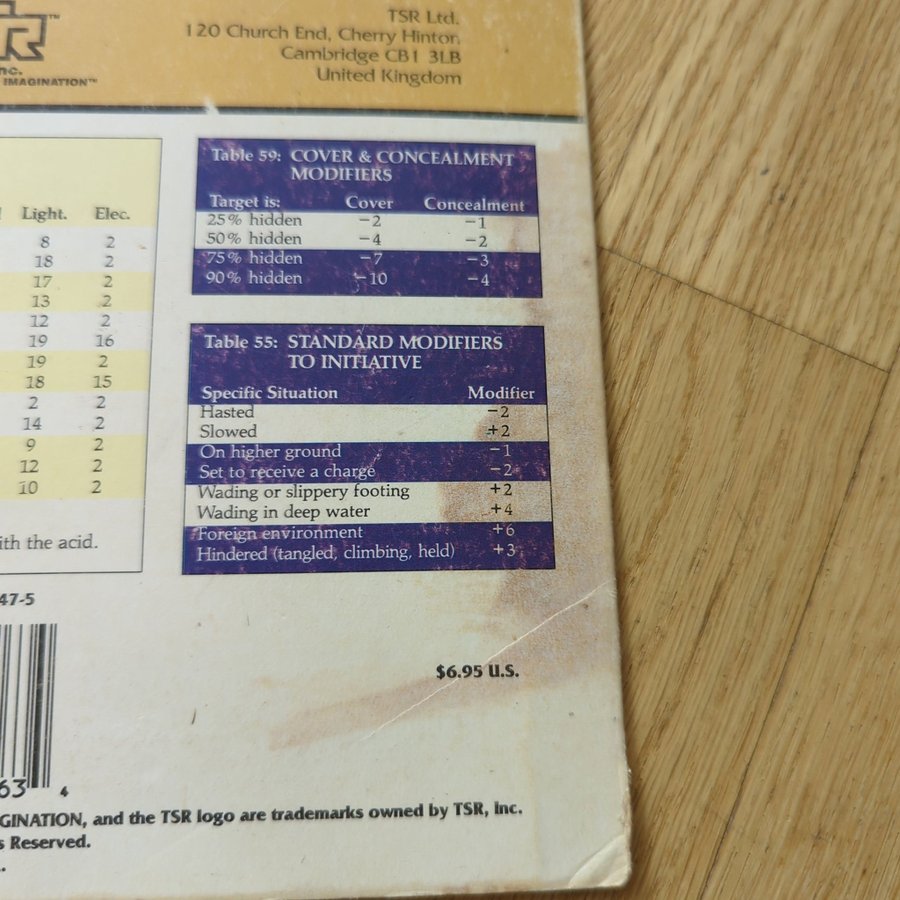 TSR Ltd.
120 Church End, Cherry Hinton
Cambridge CB1 3LB
United Kingdom
IMAGINATION™
Light. Elec.
8 2
18 2
17 2
13 2
12 2
19 16
19 2
18 15
2 2
14 2
9 2
12 2
10 2
the acid.
Table 59: COVER & CONCEALMENT
MODIFIERS
Target is: Cover Concealment
25% hidden −2 −1
50% hidden −4 −2
75% hidden −7 −3
90% hidden −10 −4
Table 55: STANDARD MODIFIERS
TO INITIATIVE
Specific Situation Modifier
Hasted −2
Slowed +2
On higher ground −1
Set to receive a charge −2
Wading or slippery footing +2
Wading in deep water +4
Foreign environment +6
Hindered (tangled, climbing, held) +3
47-5
$6.95 U.S.
63 4
GINATION, and the TSR logo are trademarks owned by TSR, Inc.
s Reserved.